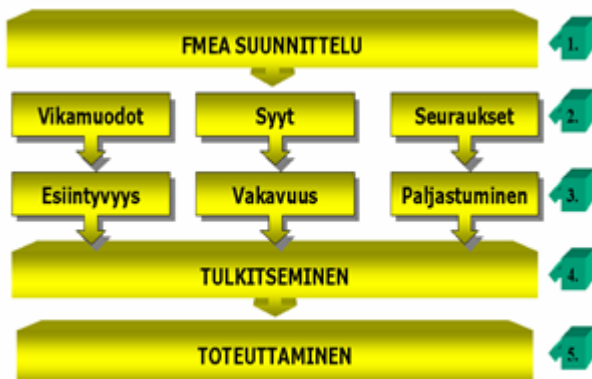 FMEA SUUNNITTELU 1.
Vikamuodot Syyt Seuraukset 2.
Esiintyvyys Vakavuus Paljastuminen 3.
TULKITSEMINEN 4.
TOTEUTTAMINEN 5.